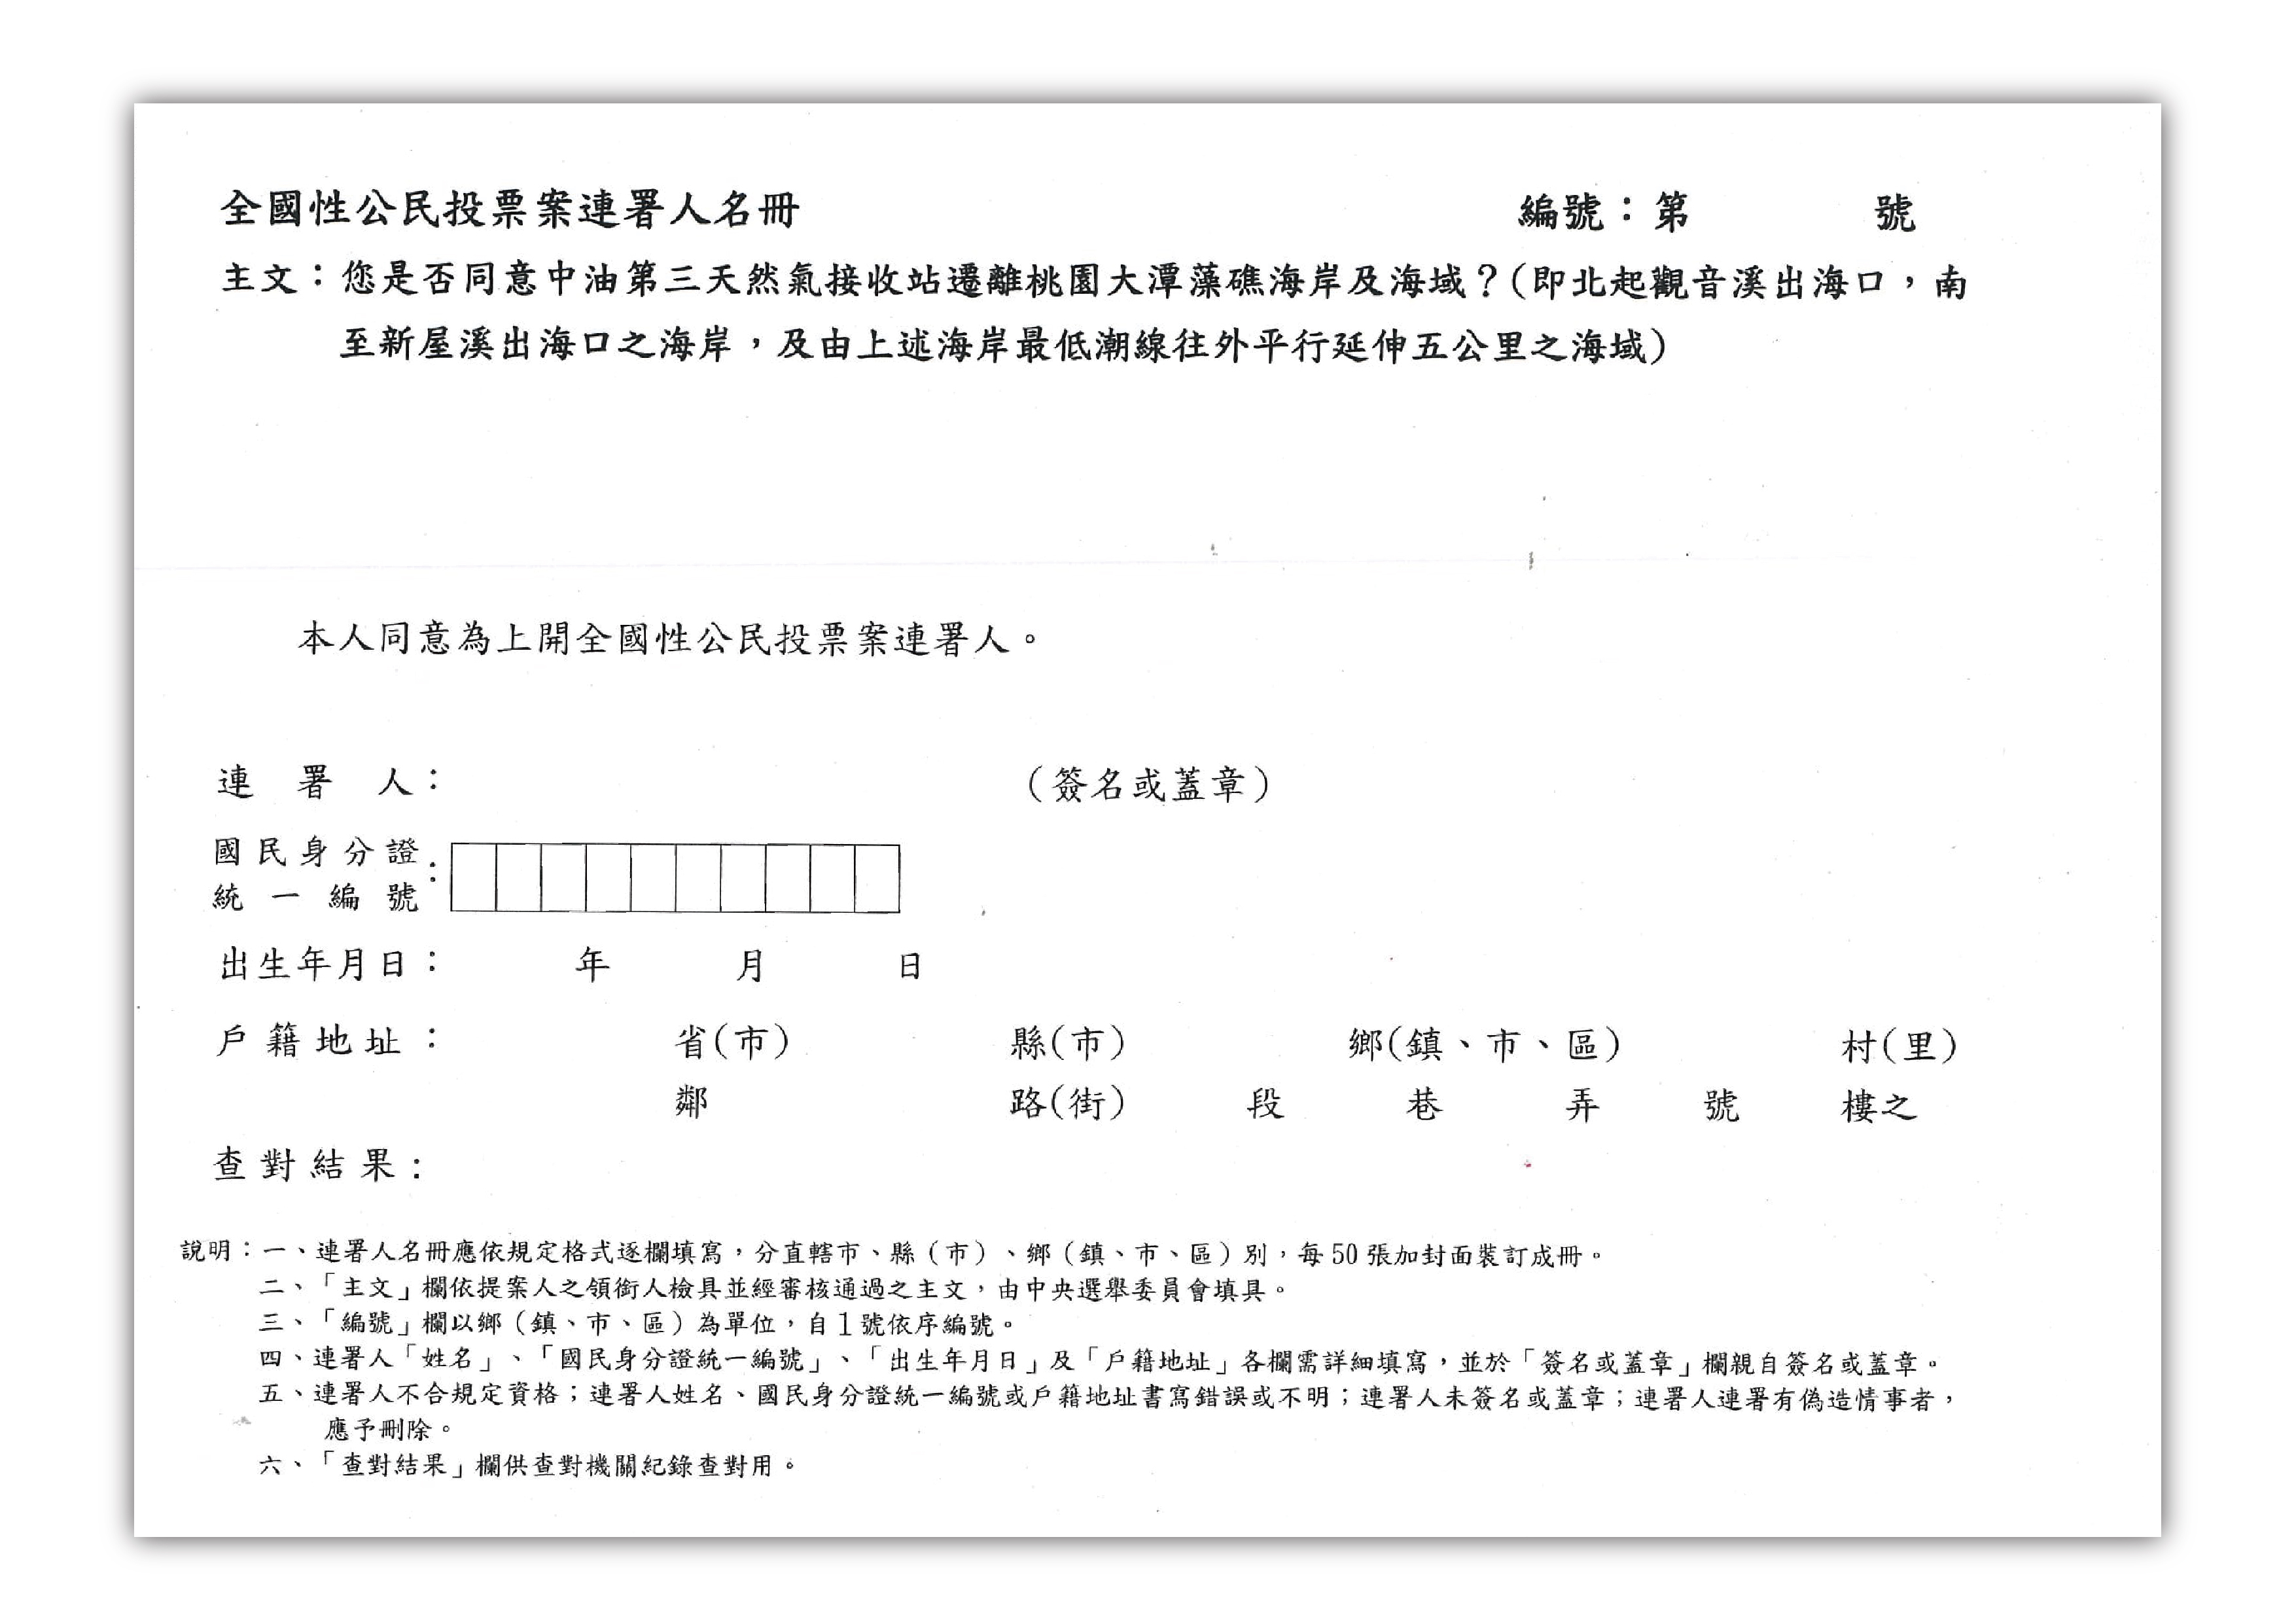 全國性公民投票案連署人名冊 編號：第 號
主文：您是否同意中油第三天然氣接收站遷離桃園大潭藻礁海岸及海域？(即北起觀音溪出海口，南
至新屋溪出海口之海岸，及由上述海岸最低潮線往外平行延伸五公里之海域)
本人同意為上開全國性公民投票案連署人。
連署人： (簽名或蓋章)
國民身分證
統一編號：
出生年月日： 年 月 日
戶籍地址： 省(市) 縣(市) 鄉(鎮、市、區) 村(里)
鄰 路(街) 段 巷 弄 號 樓之
查對結果：
說明：一、連署人名冊應依規定格式逐欄填寫，分直轄市、縣（市）、鄉（鎮、市、區）別，每50張加封面裝訂成冊。
二、「主文」欄依提案人之領銜人檢具並經審核通過之主文，由中央選舉委員會填具。
三、「編號」欄以鄉（鎮、市、區）為單位，自1號依序編號。
四、連署人「姓名」、「國民身分證統一編號」、「出生年月日」及「戶籍地址」各欄需詳細填寫，並於「簽名或蓋章」欄親自簽名或蓋章。
五、連署人不合規定資格；連署人姓名、國民身分證統一編號或戶籍地址書寫錯誤或不明；連署人未簽名或蓋章；連署人連署有偽造情事者，
應予刪除。
六、「查對結果」欄供查對機關紀錄查對用。